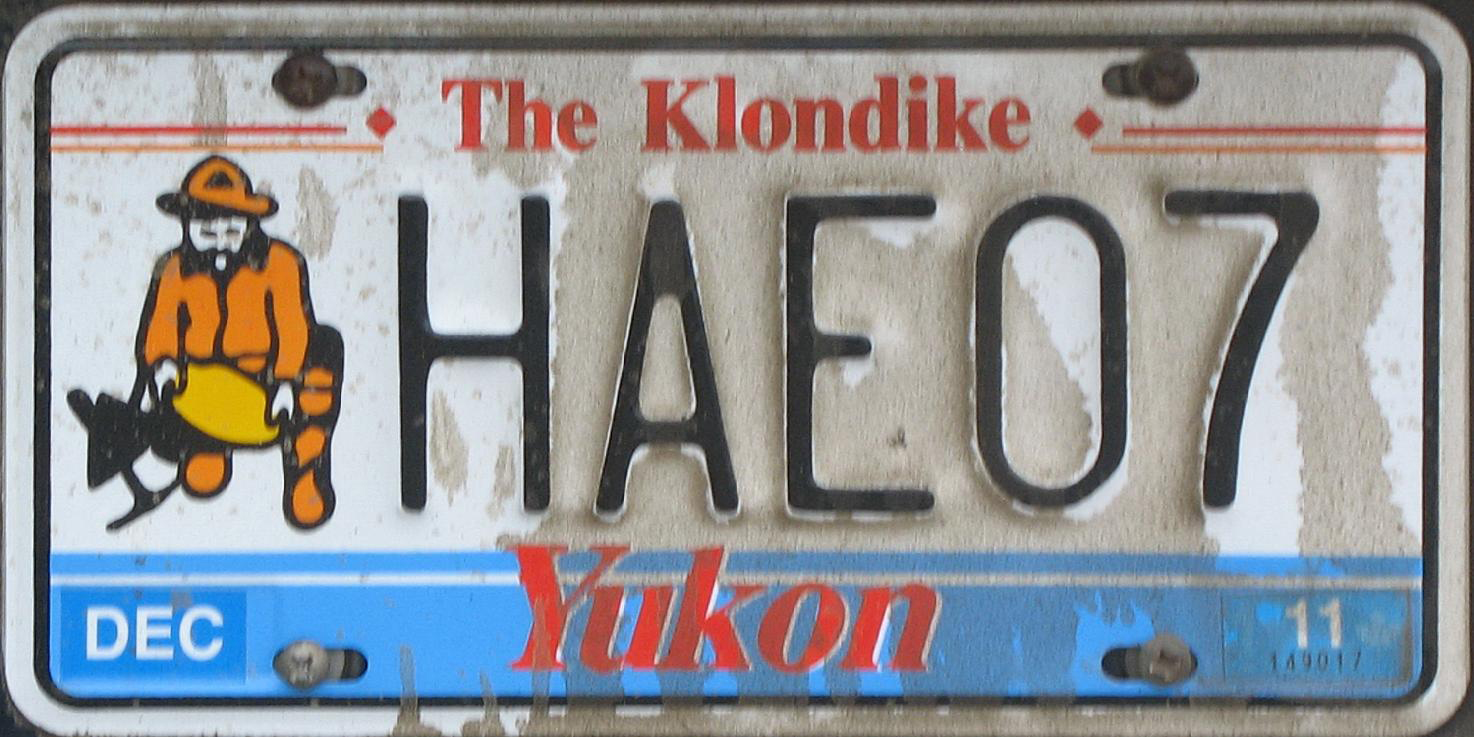 The Klondike
HAE07
Yukon
DEC
11
149017